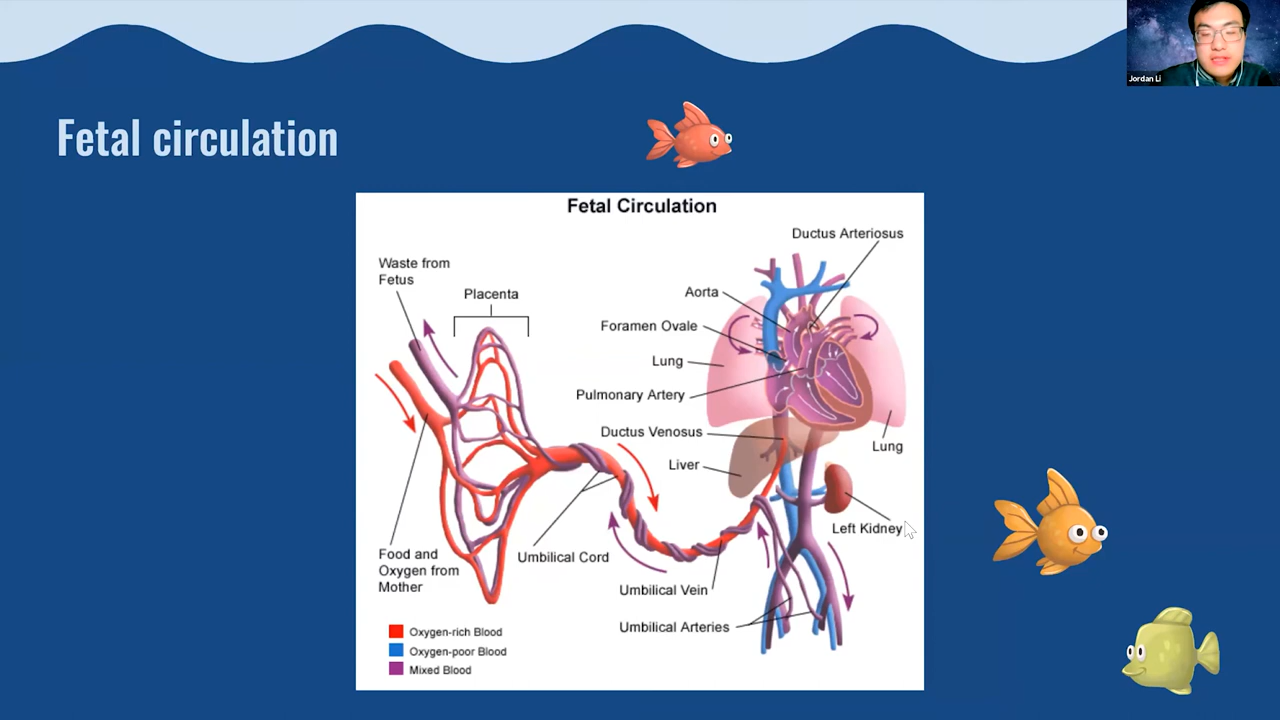 Jordan Li
Fetal circulation
Fetal Circulation
Ductus Arteriosus
Waste from
Fetus
Placenta
Aorta
Foramen Ovale
Lung
Pulmonary Artery
Ductus Venosus
Lung
Liver
Left Kidney
Food and
Oxygen from
Mother
Umbilical Cord
Umbilical Vein
Umbilical Arteries
Oxygen-rich Blood
Oxygen-poor Blood
Mixed Blood